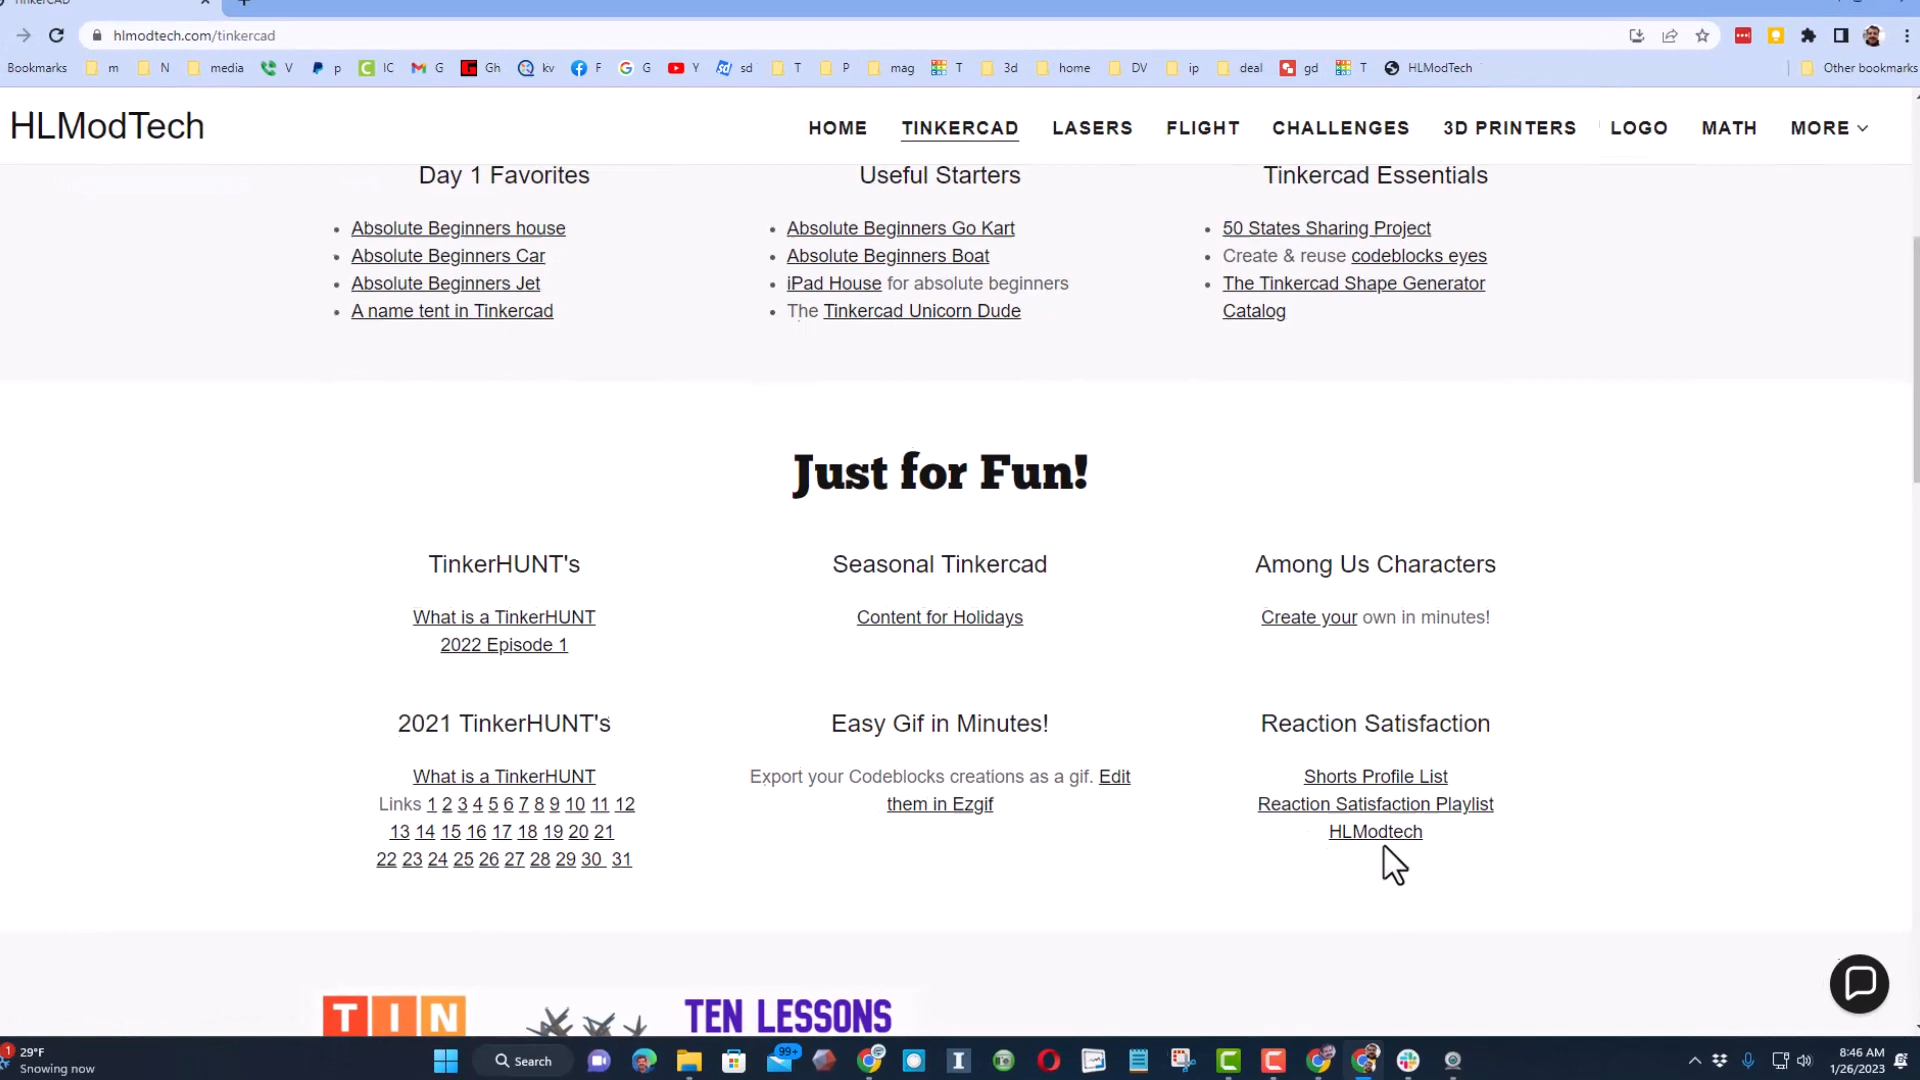 TinkerCAD
hlmodtech.com/tinkercad
Bookmarks m N media V p IC G Gh kv F G Y sd T P mag T 3d home DV ip deal gd T HLModTech Other bookmarks
HLModTech HOME TINKERCAD LASERS FLIGHT CHALLENGES 3D PRINTERS LOGO MATH MORE
Day 1 Favorites
Absolute Beginners house
Absolute Beginners Car
Absolute Beginners Jet
A name tent in Tinkercad
Useful Starters
Absolute Beginners Go Kart
Absolute Beginners Boat
iPad House for absolute beginners
The Tinkercad Unicorn Dude
Tinkercad Essentials
50 States Sharing Project
Create & reuse codeblocks eyes
The Tinkercad Shape Generator
Catalog
Just for Fun!
TinkerHUNT's
What is a TinkerHUNT
2022 Episode 1
Seasonal Tinkercad
Content for Holidays
Among Us Characters
Create your own in minutes!
2021 TinkerHUNT's
What is a TinkerHUNT
Links 1 2 3 4 5 6 7 8 9 10 11 12
13 14 15 16 17 18 19 20 21
22 23 24 25 26 27 28 29 30 31
Easy Gif in Minutes!
Export your Codeblocks creations as a gif. Edit
them in Ezgif
Reaction Satisfaction
Shorts Profile List
Reaction Satisfaction Playlist
HLModtech
TIN
TEN LESSONS
1
29°F
Snowing now
Search
99+
8:46 AM
1/26/2023